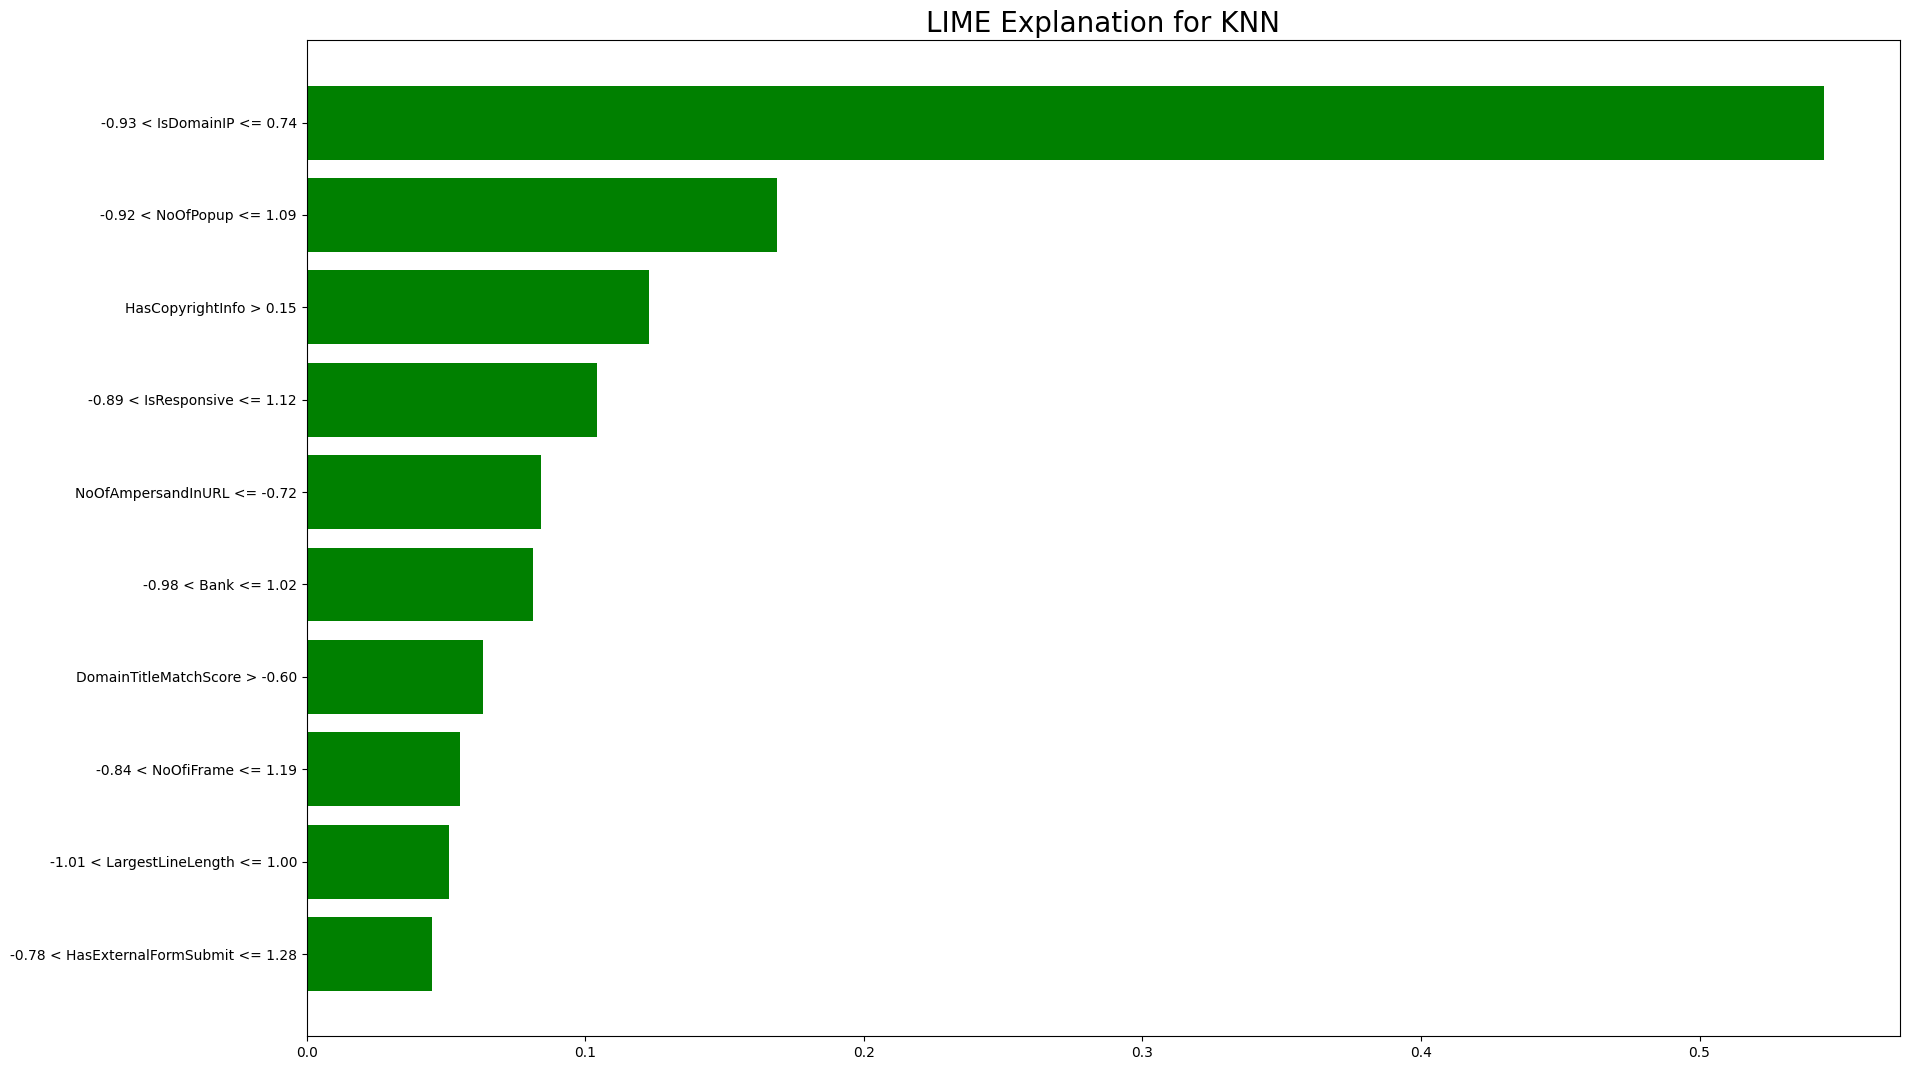 LIME Explanation for KNN
-0.93 < IsDomainIP <= 0.74
-0.92 < NoOfPopup <= 1.09
HasCopyrightInfo > 0.15
-0.89 < IsResponsive <= 1.12
NoOfAmpersandInURL <= -0.72
-0.98 < Bank <= 1.02
DomainTitleMatchScore > -0.60
-0.84 < NoOfiFrame <= 1.19
-1.01 < LargestLineLength <= 1.00
-0.78 < HasExternalFormSubmit <= 1.28
0.0 0.1 0.2 0.3 0.4 0.5